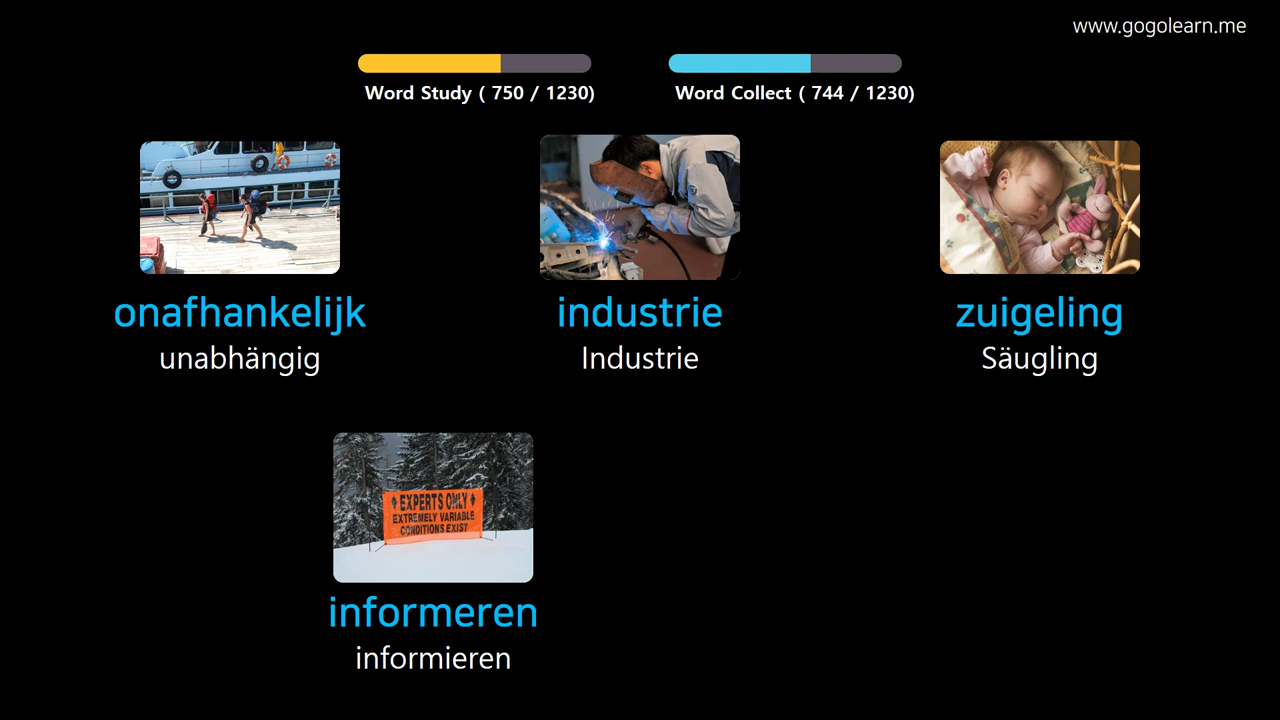 www.gogolearn.me
Word Study ( 750 / 1230)
Word Collect ( 744 / 1230)
onafhankelijk
unabhängig
industrie
Industrie
zuigeling
Säugling
EXPERTS ONLY
EXTREMELY VARIABLE
CONDITIONS EXIST
informeren
informieren